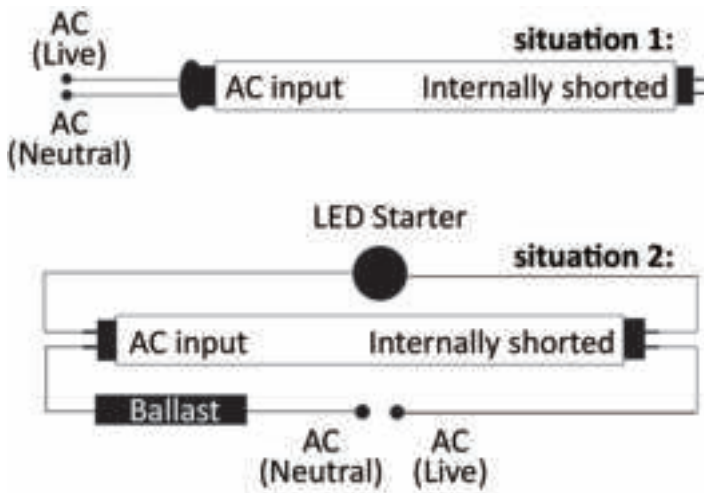 situation 1:
AC
(Live)
AC input
Internally shorted
AC
(Neutral)
LED Starter
situation 2:
AC input
Internally shorted
Ballast
AC
(Neutral)
AC
(Live)